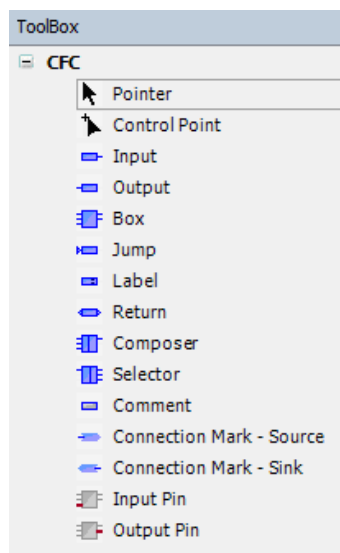 ToolBox
CFC
Pointer
Control Point
Input
Output
Box
Jump
Label
Return
Composer
Selector
Comment
Connection Mark - Source
Connection Mark - Sink
Input Pin
Output Pin